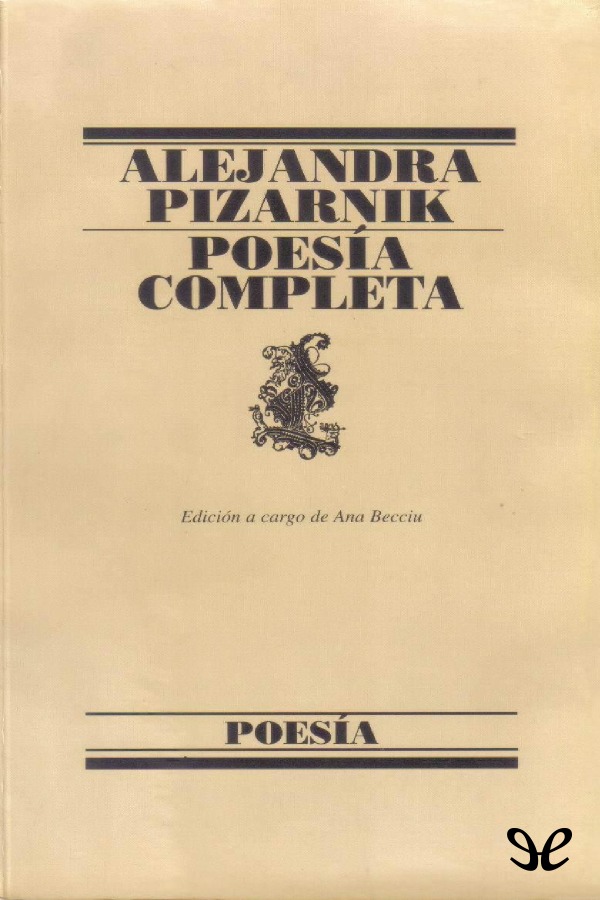 ALEJANDRA
PIZARNIK
POESÍA
COMPLETA
Edición a cargo de Ana Becciu
POESÍA